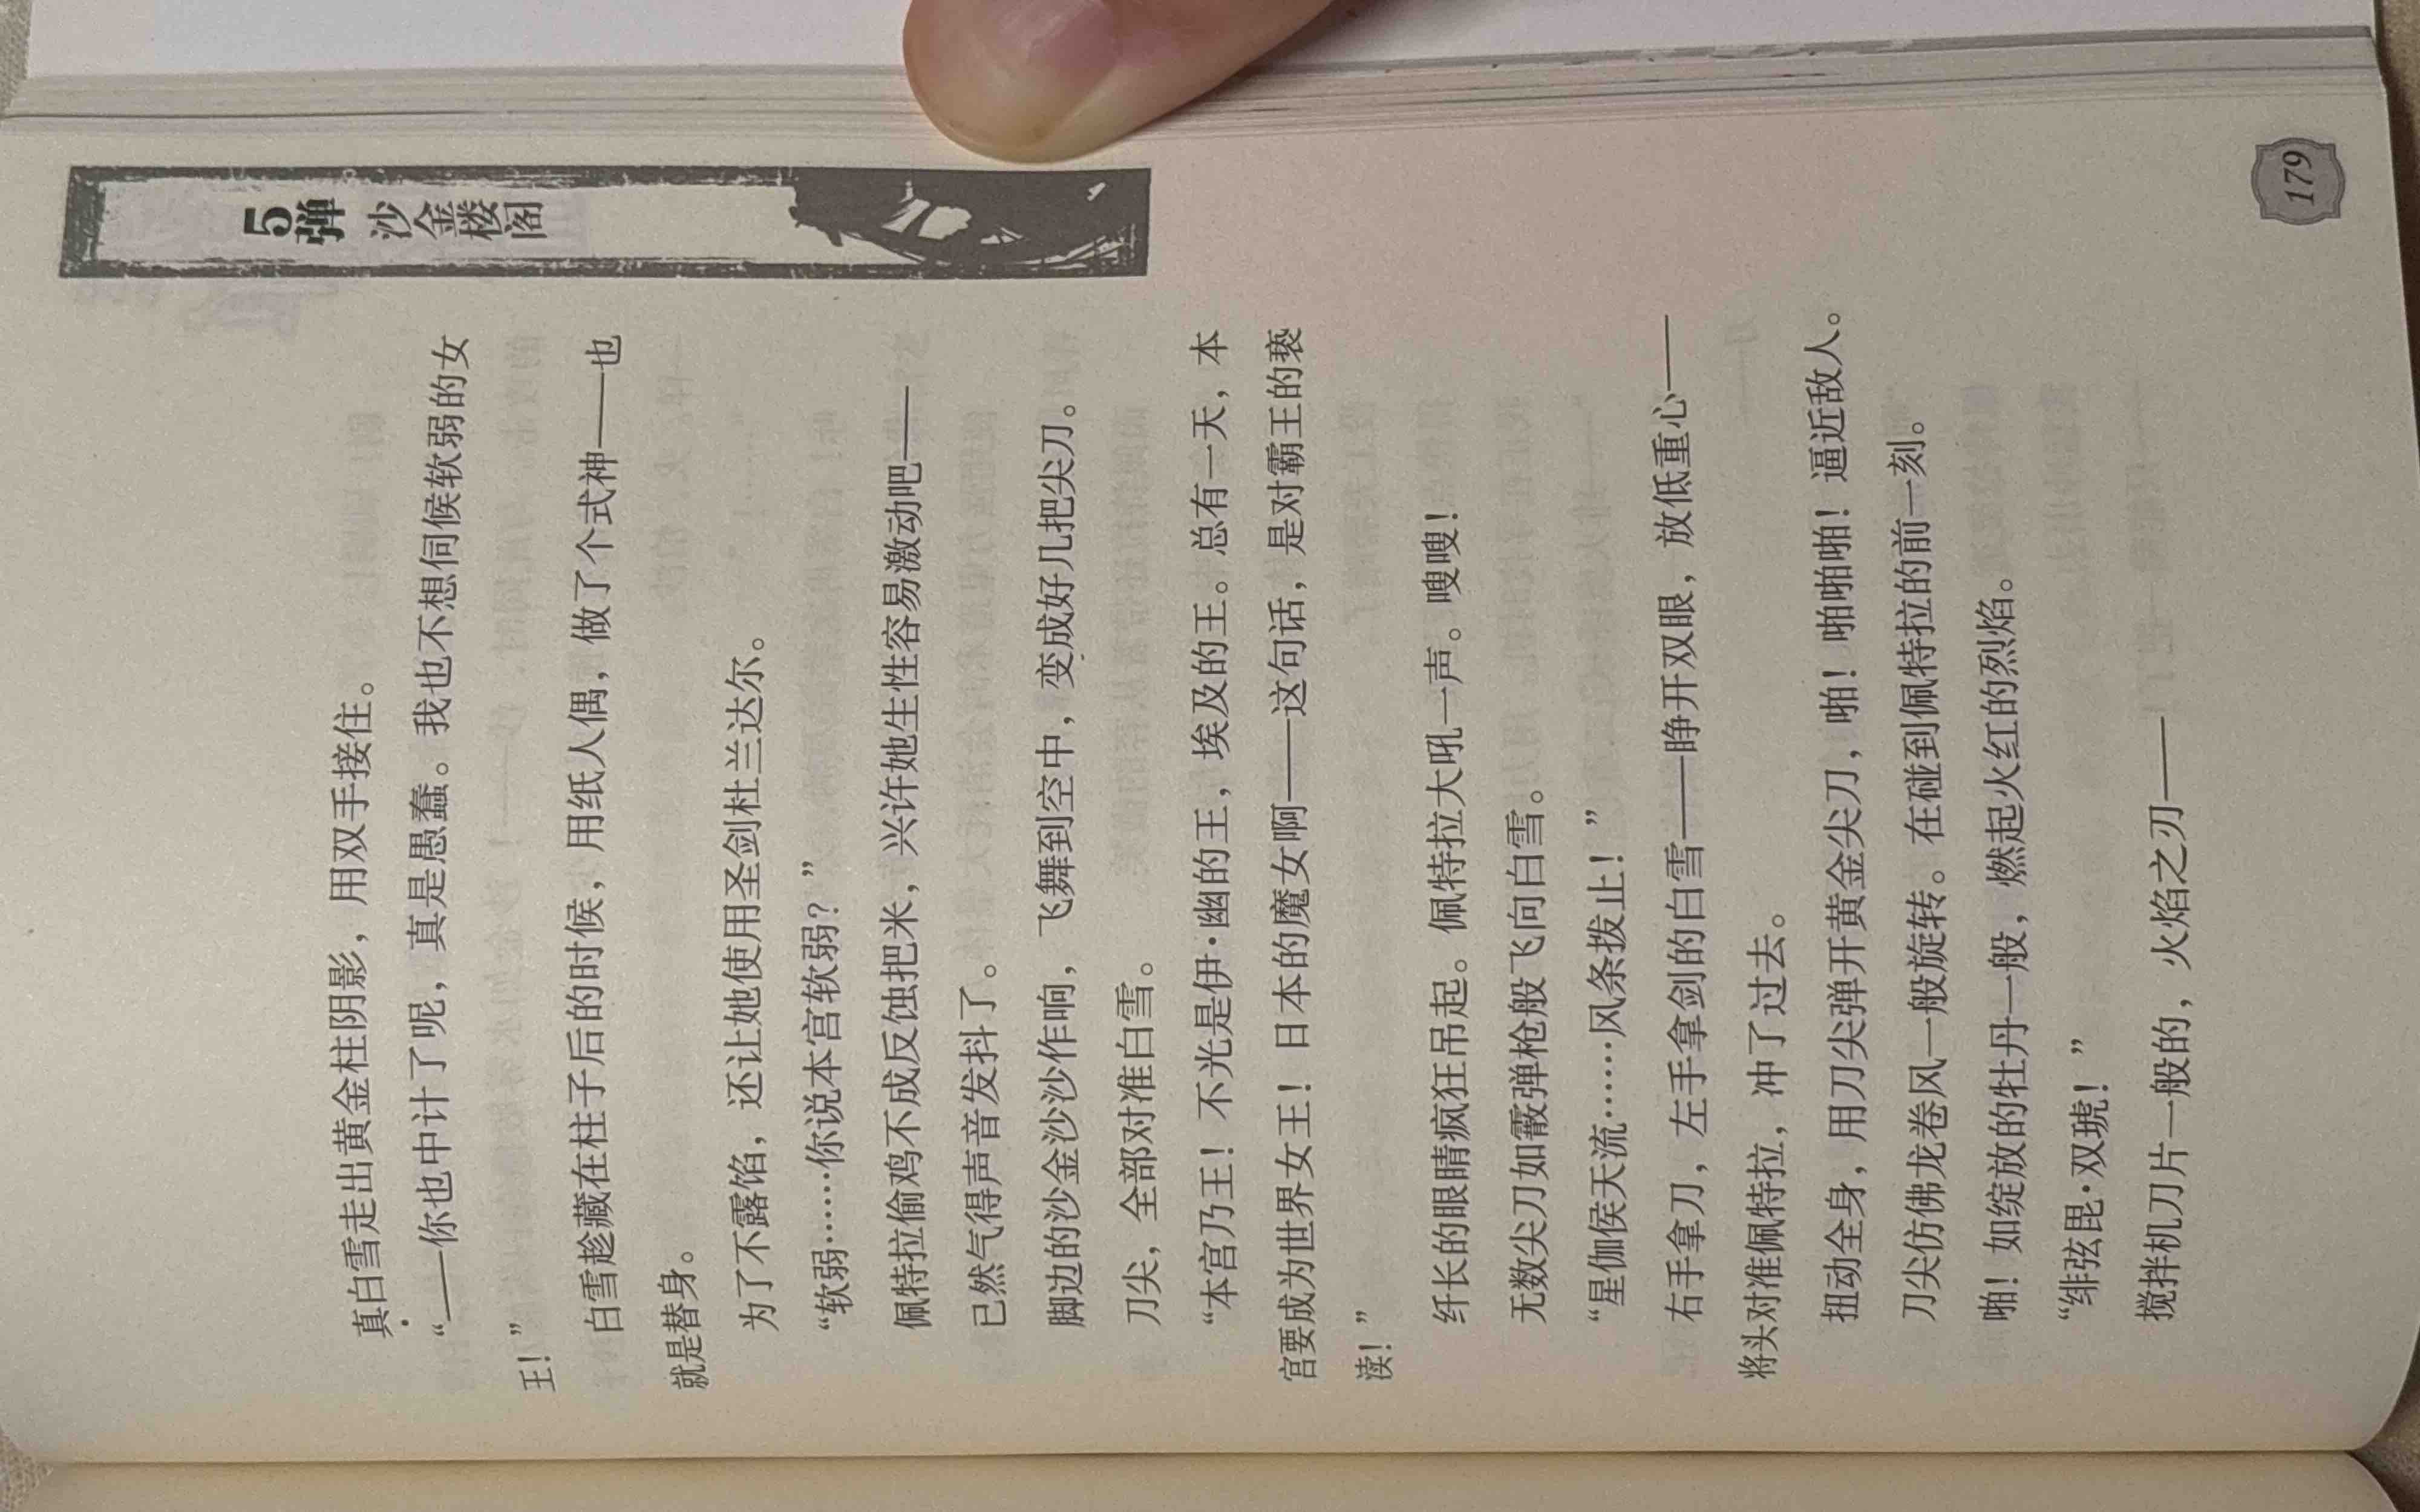 5弹 沙金楼阁
真白雪走出黄金柱阴影，用双手接住。
“——你也中计了呢，真是愚蠢。我也不想伺候软弱的女
王！”
白雪趁藏在柱子后的时候，用纸人偶，做了个式神——也
就是替身。
为了不露馅，还让她使用圣剑杜兰达尔。
“软弱……你说本宫软弱？”
佩特拉偷鸡不成反蚀把米，兴许她生性容易激动吧——
已然气得声音发抖了。
脚边的沙金沙沙作响，飞舞到空中，变成好几把尖刀。
刀尖，全部对准白雪。
“本宫乃王！不光是伊·幽的王，埃及的王。总有一天，本
宫要成为世界女王！日本的魔女啊——这句话，是对霸王的亵
渎！”
纤长的眼睛疯狂吊起。佩特拉大吼一声。嗖嗖！
无数尖刀如霰弹枪般飞向白雪。
“星伽侯天流……风条拨止！”
右手拿刀，左手拿剑的白雪——睁开双眼，放低重心——
将头对准佩特拉，冲了过去。
扭动全身，用刀尖弹开黄金尖刀，啪！啪啪啪！逼近敌人。
刀尖仿佛龙卷风一般旋转。在碰到佩特拉的前一刻。
啪！如绽放的牡丹一般，燃起火红的烈焰。
“绯弦毘·双琥！”
搅拌机刀片一般的，火焰之刃——
179